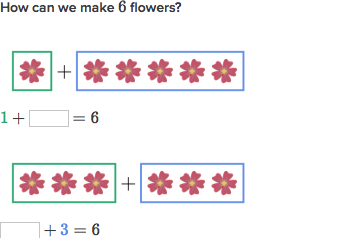 How can we make 6 flowers?
+
1 + = 6
+
+ 3 = 6